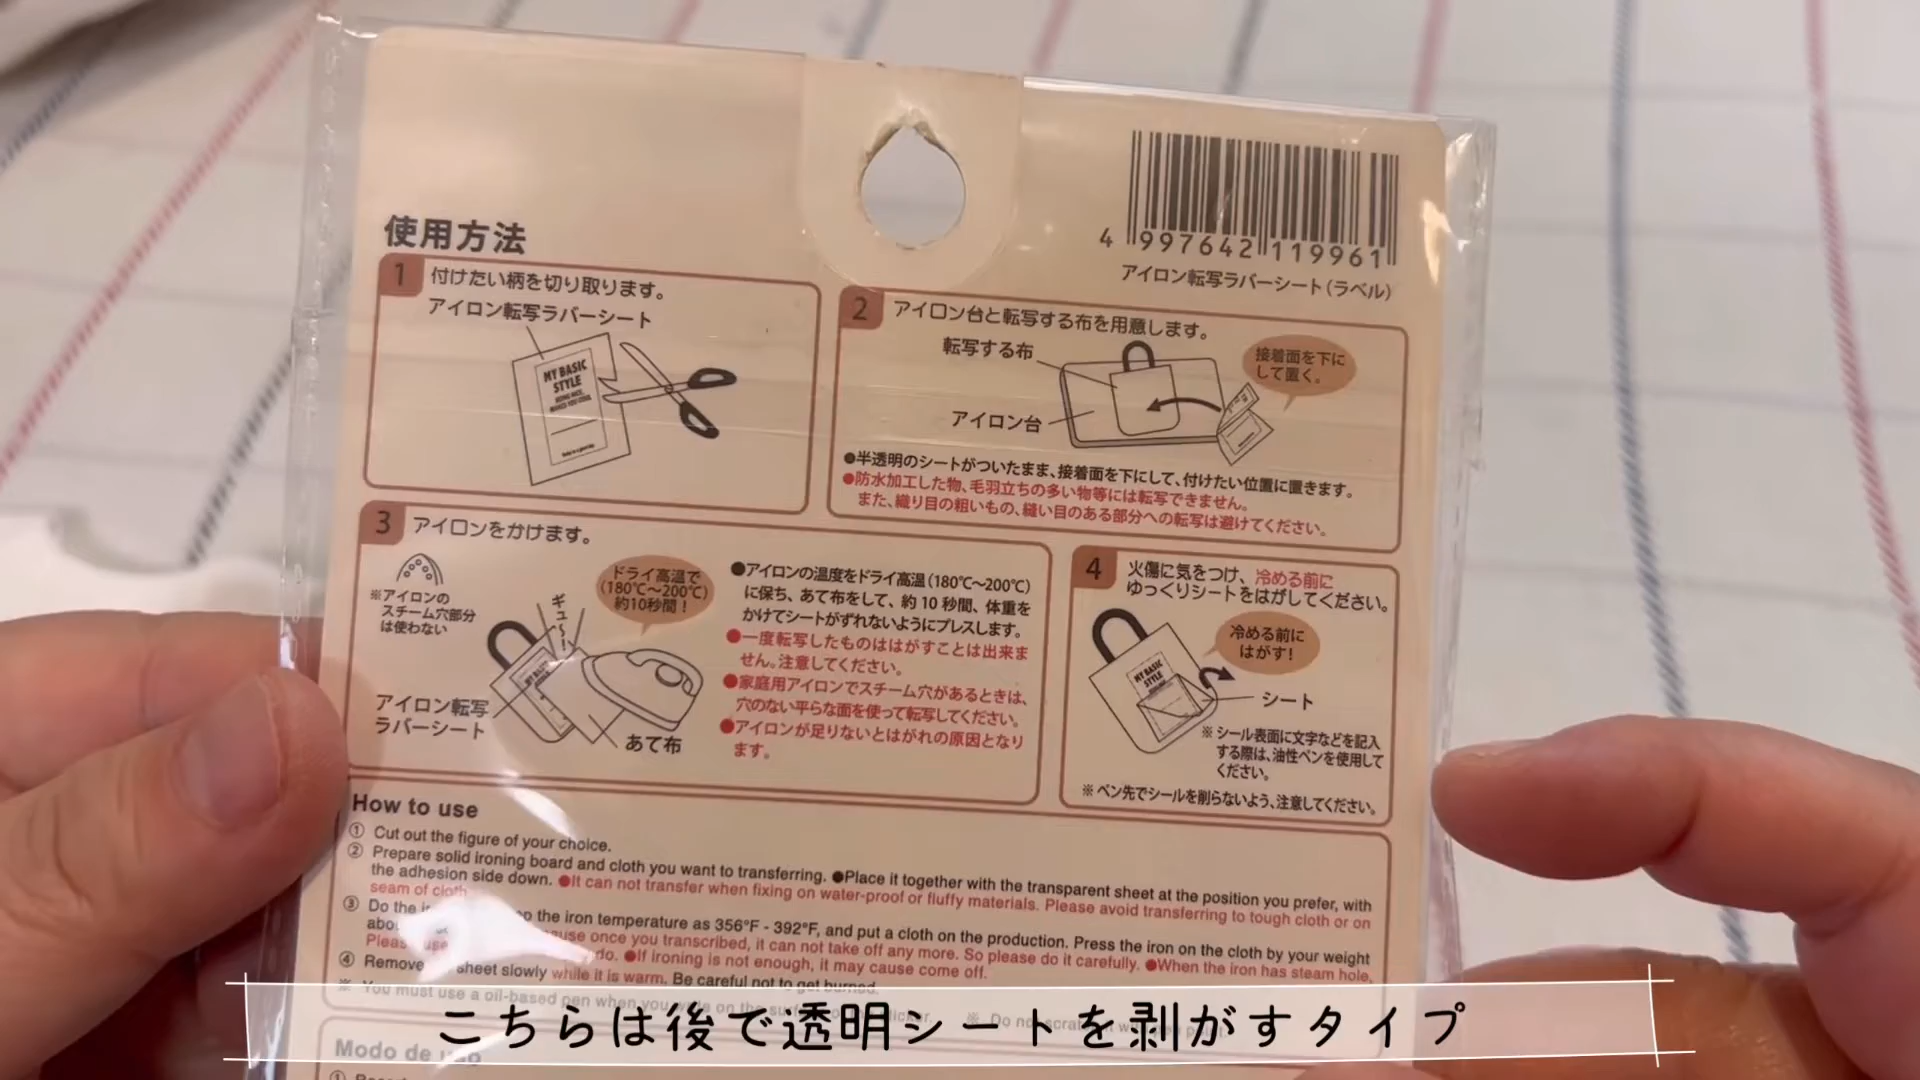 4 997642 119961
アイロン転写ラバーシート(ラベル)
使用方法
1 付けたい柄を切り取ります。
アイロン転写ラバーシート
MY BASIC
STYLE
2 アイロン台と転写する布を用意します。
転写する布
接着面を下に
して置く。
アイロン台
●半透明のシートがついたまま、接着面を下にして、付けたい位置に置きます。
●防水加工した物、毛羽立ちの多い物等には転写できません。
また、織り目の粗いもの、縫い目のある部分への転写は避けてください。
3 アイロンをかけます。
※アイロンの
スチーム穴部分
は使わない
ギュ〜!
ドライ高温で
(180℃〜200℃)
約10秒間!
アイロン転写
ラバーシート
あて布
●アイロンの温度をドライ高温(180℃〜200℃)
に保ち、あて布をして、約10秒間、体重を
かけてシートがずれないようにプレスします。
●一度転写したものははがすことは出来ま
せん。注意してください。
●家庭用アイロンでスチーム穴があるときは、
穴のない平らな面を使って転写してください。
●アイロンが足りないとはがれの原因となり
ます。
4 火傷に気をつけ、冷める前に
ゆっくりシートをはがしてください。
冷める前に
はがす!
MY BASIC
STYLE
シート
※シール表面に文字などを記入
する際は、油性ペンを使用して
ください。
※ペン先でシールを削らないよう、注意してください。
How to use
① Cut out the figure of your choice.
② Prepare solid ironing board and cloth you want to transferring. ●Place it together with the transparent sheet at the position you prefer, with
the adhesion side down. ●It can not transfer when fixing on water-proof or fluffy materials. Please avoid transferring to tough cloth or on
seam of cloth
③ Do the the iron temperature as 356°F - 392°F, and put a cloth on the production. Press the iron on the cloth by your weight
once you transcribed, it can not take off any more. So please do it carefully. ●When the iron has steam hole,
Please use do. ●If ironing is not enough, it may cause come off.
④ Remove sheet slowly while it is warm. Be careful not to get burned.
※ You must use a oil-based pen when you on the
※ Do not
こちらは後で透明シートを剥がすタイプ
Modo de